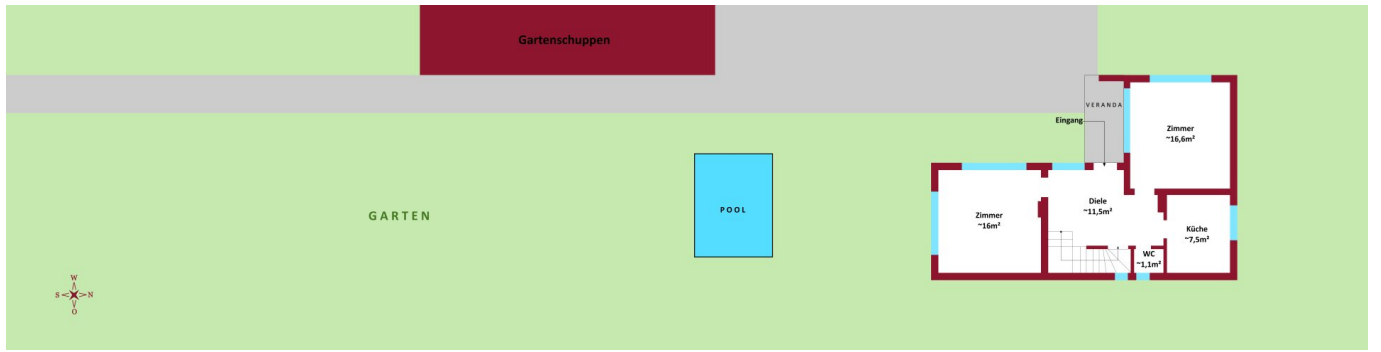 Gartenschuppen
VERANDA
Eingang
Zimmer
~16,6m²
GARTEN
POOL
Zimmer
~16m²
Diele
~11,5m²
Küche
~7,5m²
WC
~1,1m²
W
S N
O